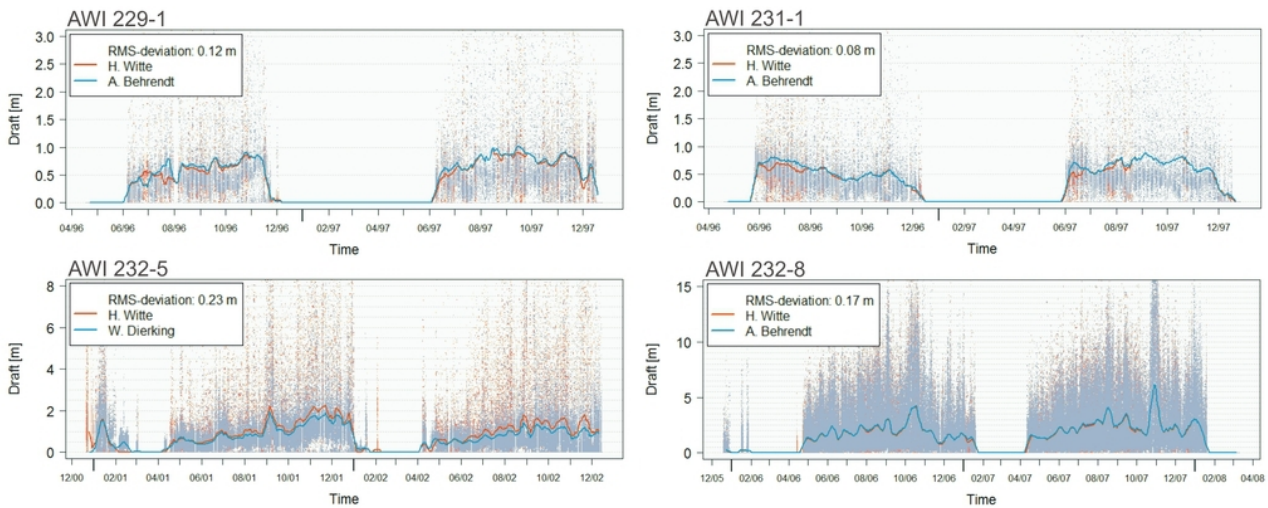 AWI 229-1
RMS-deviation: 0.12 m
H. Witte
A. Behrendt
Draft [m]
3.0
2.5
2.0
1.5
1.0
0.5
0.0
04/96 06/96 08/96 10/96 12/96 02/97 04/97 06/97 08/97 10/97 12/97
Time
AWI 231-1
RMS-deviation: 0.08 m
H. Witte
A. Behrendt
Draft [m]
3.0
2.5
2.0
1.5
1.0
0.5
0.0
04/96 06/96 08/96 10/96 12/96 02/97 04/97 06/97 08/97 10/97 12/97
Time
AWI 232-5
RMS-deviation: 0.23 m
H. Witte
W. Dierking
Draft [m]
8
6
4
2
0
12/00 02/01 04/01 06/01 08/01 10/01 12/01 02/02 04/02 06/02 08/02 10/02 12/02
Time
AWI 232-8
RMS-deviation: 0.17 m
H. Witte
A. Behrendt
Draft [m]
15
10
5
0
12/05 02/06 04/06 06/06 08/06 10/06 12/06 02/07 04/07 06/07 08/07 10/07 12/07 02/08 04/08
Time